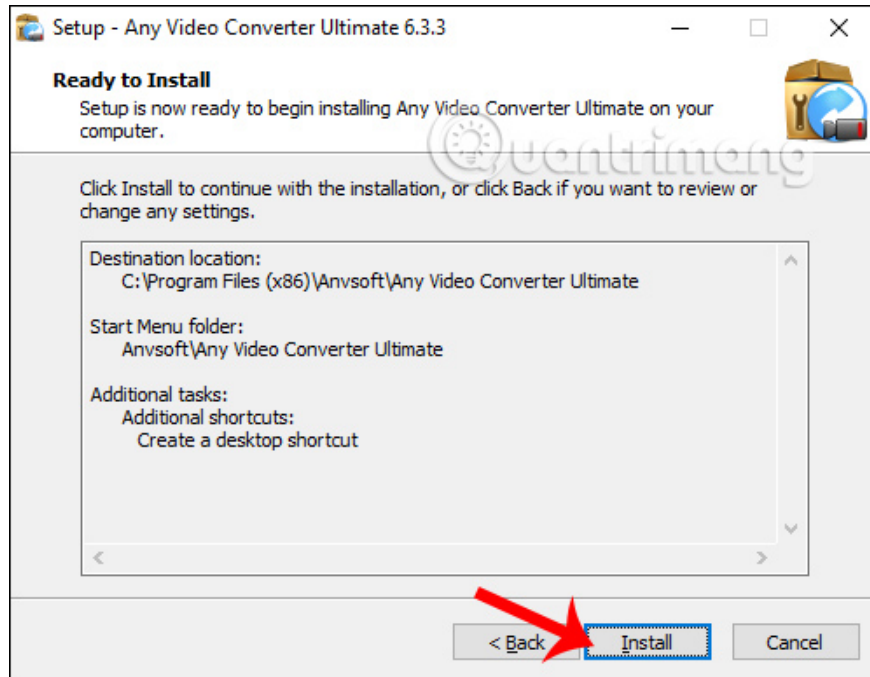 Setup - Any Video Converter Ultimate 6.3.3
Ready to Install
Setup is now ready to begin installing Any Video Converter Ultimate on your
computer.
Quantrimang
Click Install to continue with the installation, or click Back if you want to review or
change any settings.
Destination location:
C:\Program Files (x86)\Anvsoft\Any Video Converter Ultimate
Start Menu folder:
Anvsoft\Any Video Converter Ultimate
Additional tasks:
Additional shortcuts:
Create a desktop shortcut
< Back Install Cancel